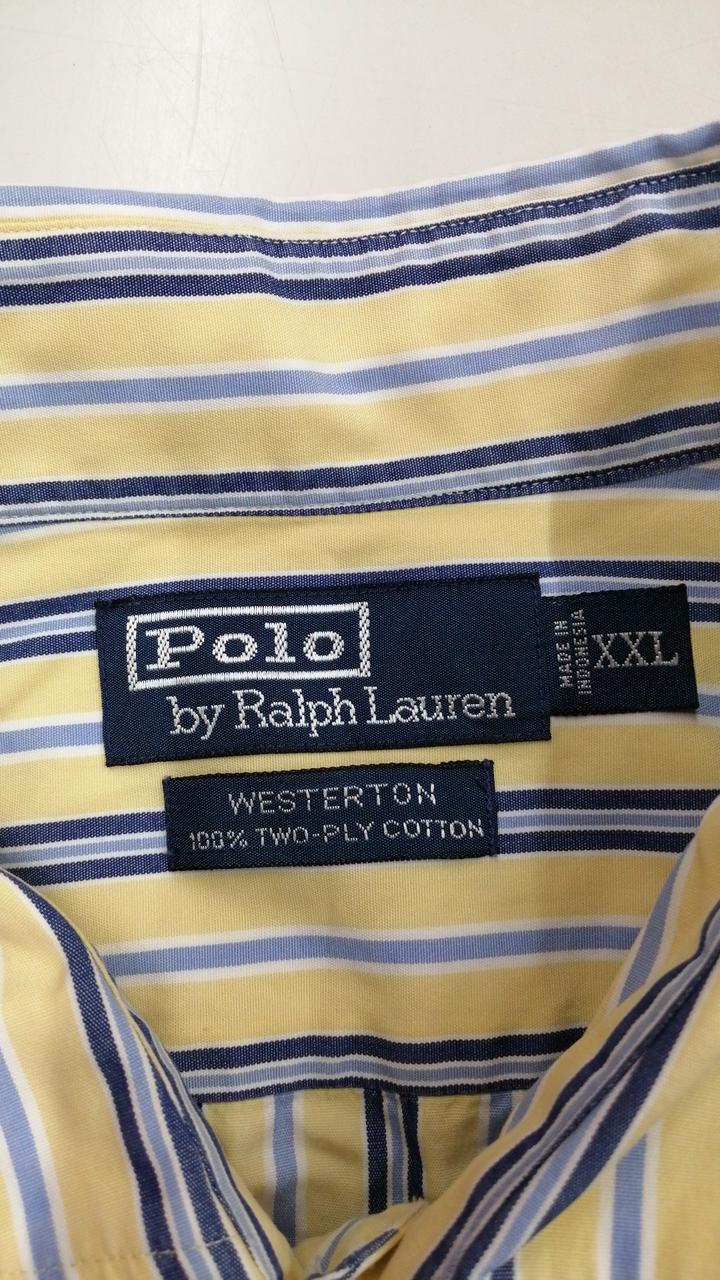 Polo
by Ralph Lauren
MADE IN
INDONESIA
XXL
WESTERTON
100% TWO-PLY COTTON